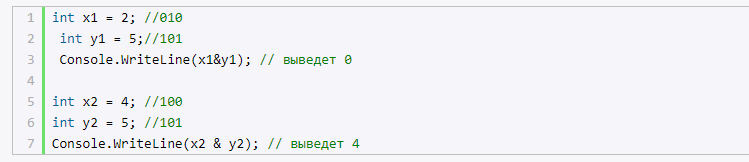 1 int x1 = 2; //010
2  int y1 = 5;//101
3  Console.WriteLine(x1&y1); // выведет 0
4
5 int x2 = 4; //100
6 int y2 = 5; //101
7 Console.WriteLine(x2 & y2); // выведет 4